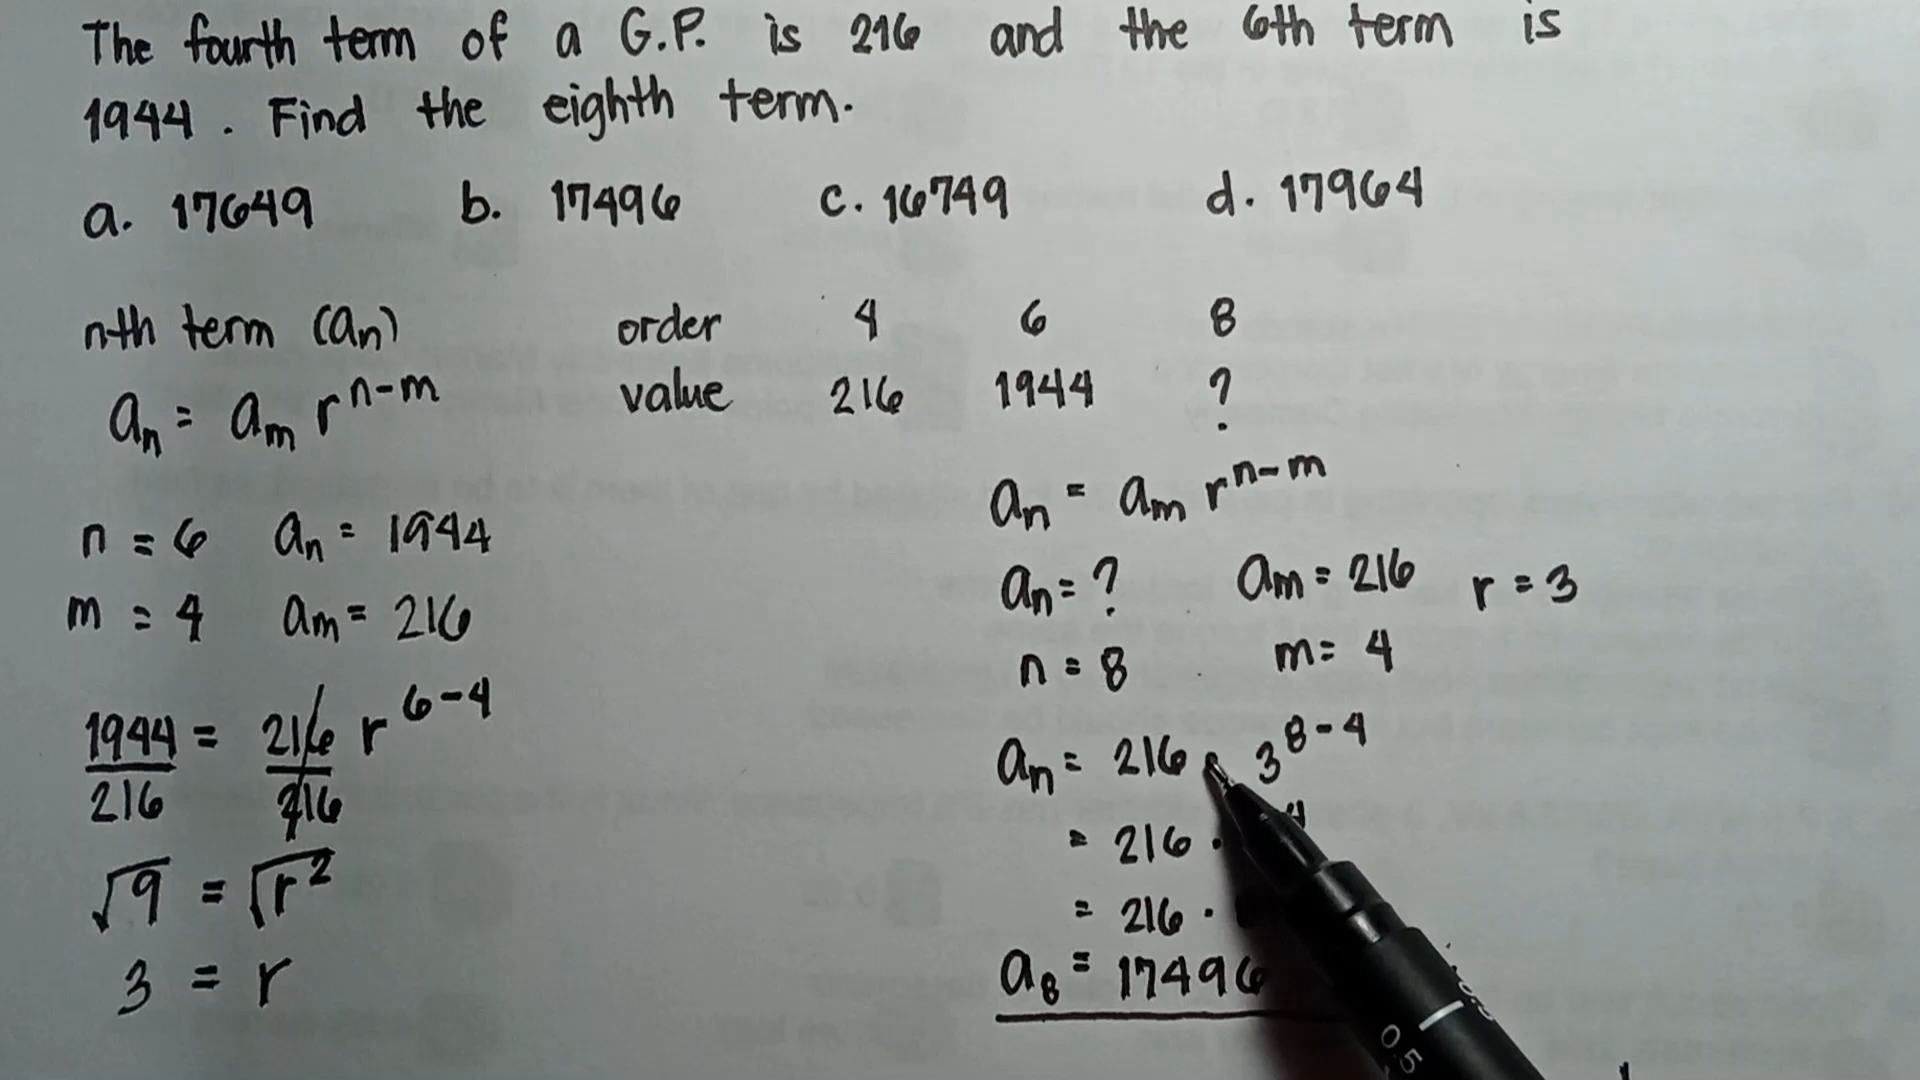 The fourth term of a G.P. is 216 and the 6th term is
1944. Find the eighth term.
a. 17649 b. 17496 c. 16749 d. 17964
nth term (an)
an = am r^n-m
n = 6 an = 1944
m = 4 am = 216
1944/216 = 216/216 r^6-4
√9 = √r²
3 = r
order 4 6 8
value 216 1944 ?
an = am r^n-m
an = ? am = 216 r = 3
n = 8 m = 4
an = 216 · 3^8-4
= 216 ·
= 216 ·
a8 = 17496
0.5